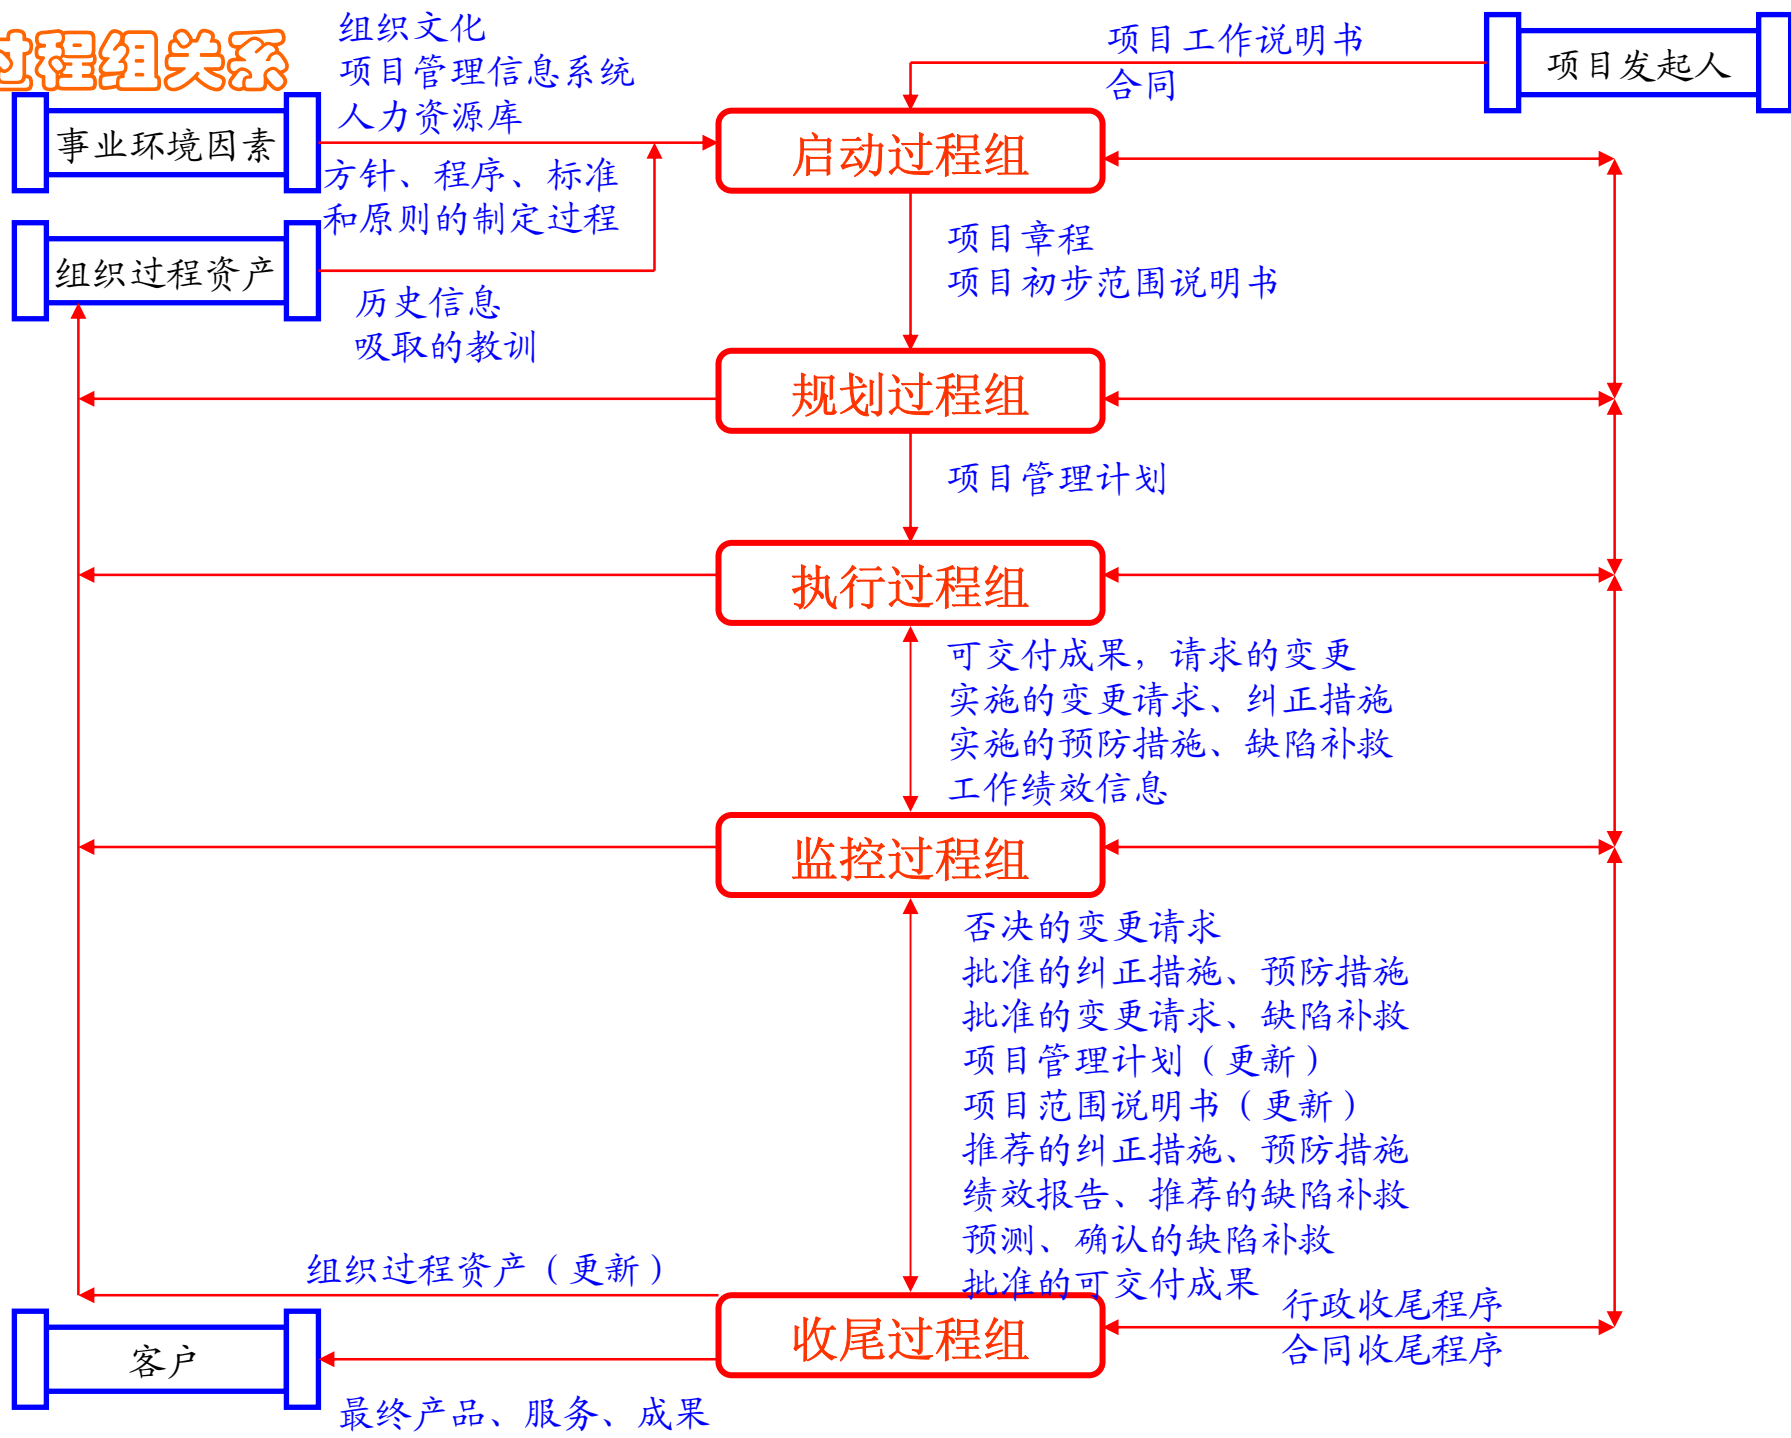 过程组关系
组织文化
项目管理信息系统
人力资源库
项目工作说明书
合同
项目发起人
事业环境因素
启动过程组
方针、程序、标准
和原则的制定过程
组织过程资产
历史信息
吸取的教训
项目章程
项目初步范围说明书
规划过程组
项目管理计划
执行过程组
可交付成果，请求的变更
实施的变更请求、纠正措施
实施的预防措施、缺陷补救
工作绩效信息
监控过程组
否决的变更请求
批准的纠正措施、预防措施
批准的变更请求、缺陷补救
项目管理计划（更新）
项目范围说明书（更新）
推荐的纠正措施、预防措施
绩效报告、推荐的缺陷补救
预测、确认的缺陷补救
批准的可交付成果
组织过程资产（更新）
收尾过程组
行政收尾程序
合同收尾程序
客户
最终产品、服务、成果